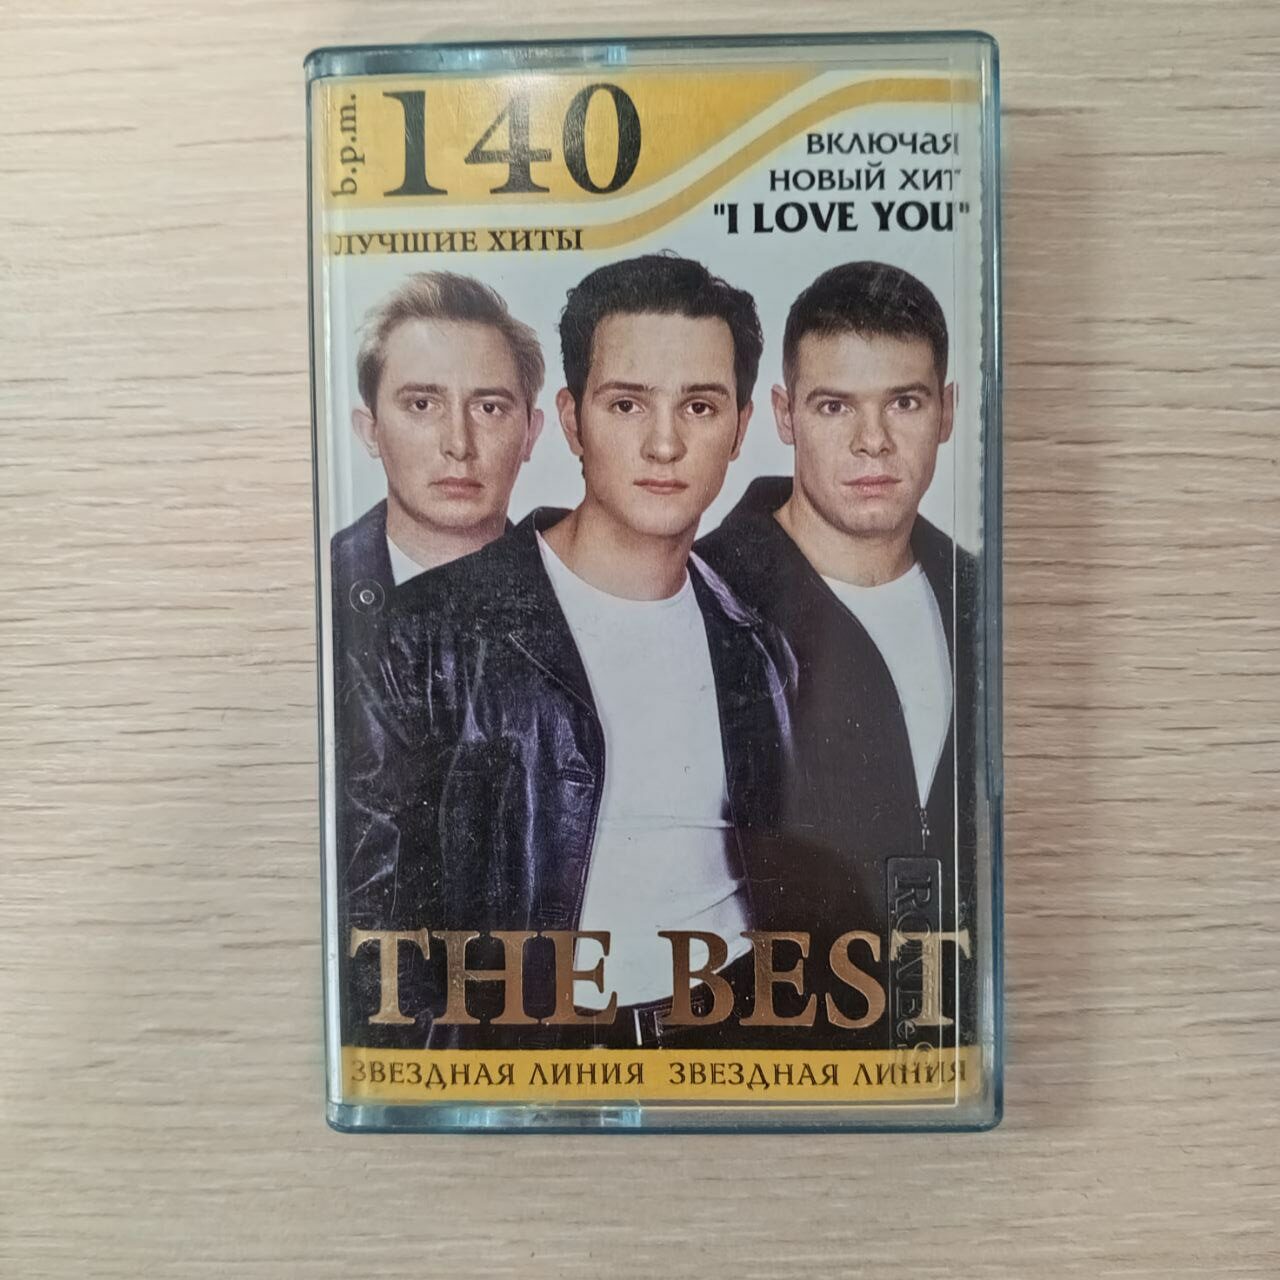 b.p.m.
140
ВКЛЮЧАЯ
НОВЫЙ ХИТ
"I LOVE YOU"
ЛУЧШИЕ ХИТЫ
THE BEST
ЗВЕЗДНАЯ ЛИНИЯ ЗВЕЗДНАЯ ЛИНИЯ